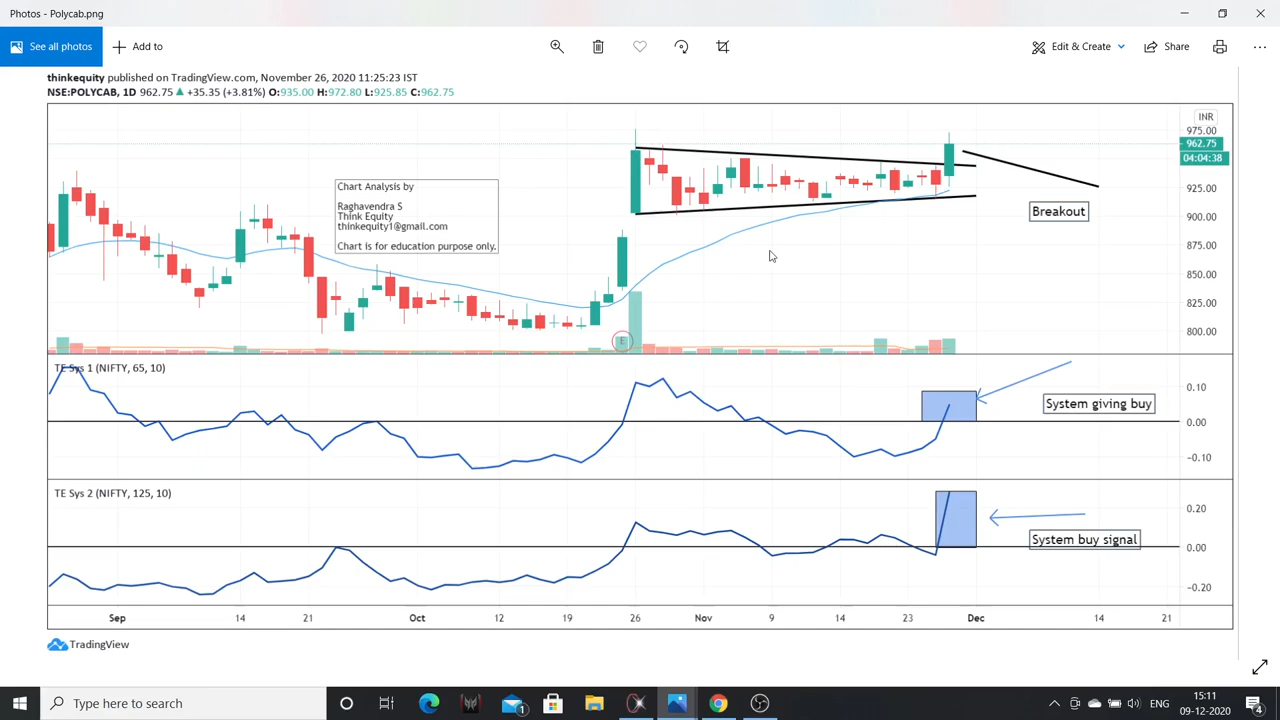 Photos - Polycab.png
See all photos
Add to
Edit & Create
Share
thinkequity published on TradingView.com, November 26, 2020 11:25:23 IST
NSE:POLYCAB, 1D 962.75 ▲ +35.35 (+3.81%) O:935.00 H:972.80 L:925.85 C:962.75
INR
975.00
962.75
04:04:38
925.00
900.00
875.00
850.00
825.00
800.00
Chart Analysis by
Raghavendra S
Think Equity
thinkequity1@gmail.com
Chart is for education purpose only.
Breakout
E
TE Sys 1 (NIFTY, 65, 10)
0.10
System giving buy
0.00
−0.10
TE Sys 2 (NIFTY, 125, 10)
0.20
System buy signal
0.00
−0.20
Sep 14 21 Oct 12 19 26 Nov 9 14 23 Dec 14 21
TradingView
Type here to search
1
ENG
15:11
09-12-2020
4